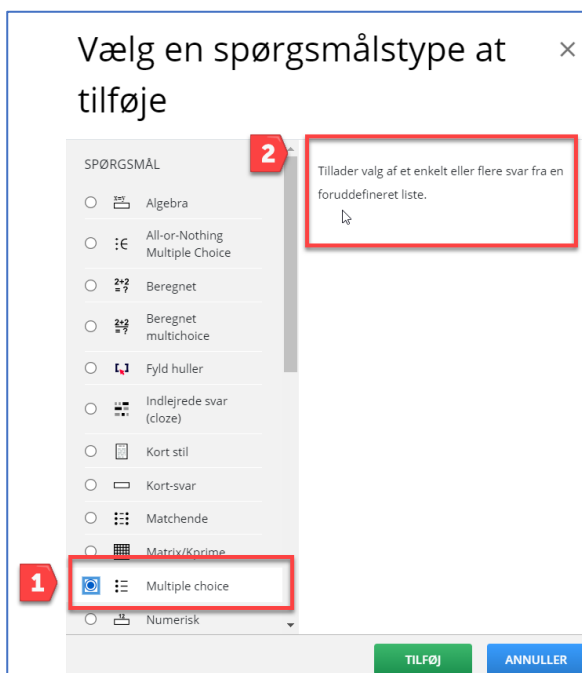 Vælg en spørgsmålstype at
tilføje
×
SPØRGSMÅL
x=y
Algebra
All-or-Nothing
Multiple Choice
2+2
= ?
Beregnet
2+2
= ?
Beregnet
multichoice
Fyld huller
Indlejrede svar
(cloze)
Kort stil
Kort-svar
Matchende
Matrix/Kprime
1
Multiple choice
12
Numerisk
2
Tillader valg af et enkelt eller flere svar fra en
foruddefineret liste.
TILFØJ
ANNULLER